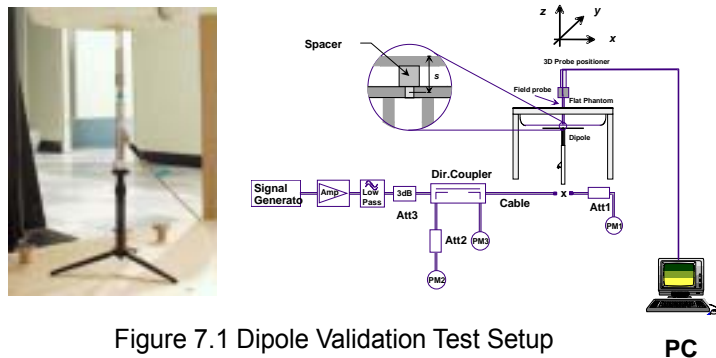 z
y
x
Spacer
s
3D Probe positioner
Field probe
Flat Phantom
Dipole
Signal
Generato
Amp
Low
Pass
3dB
Att3
Dir.Coupler
Cable
x
Att1
PM1
Att2
PM3
PM2
PC
Figure 7.1 Dipole Validation Test Setup